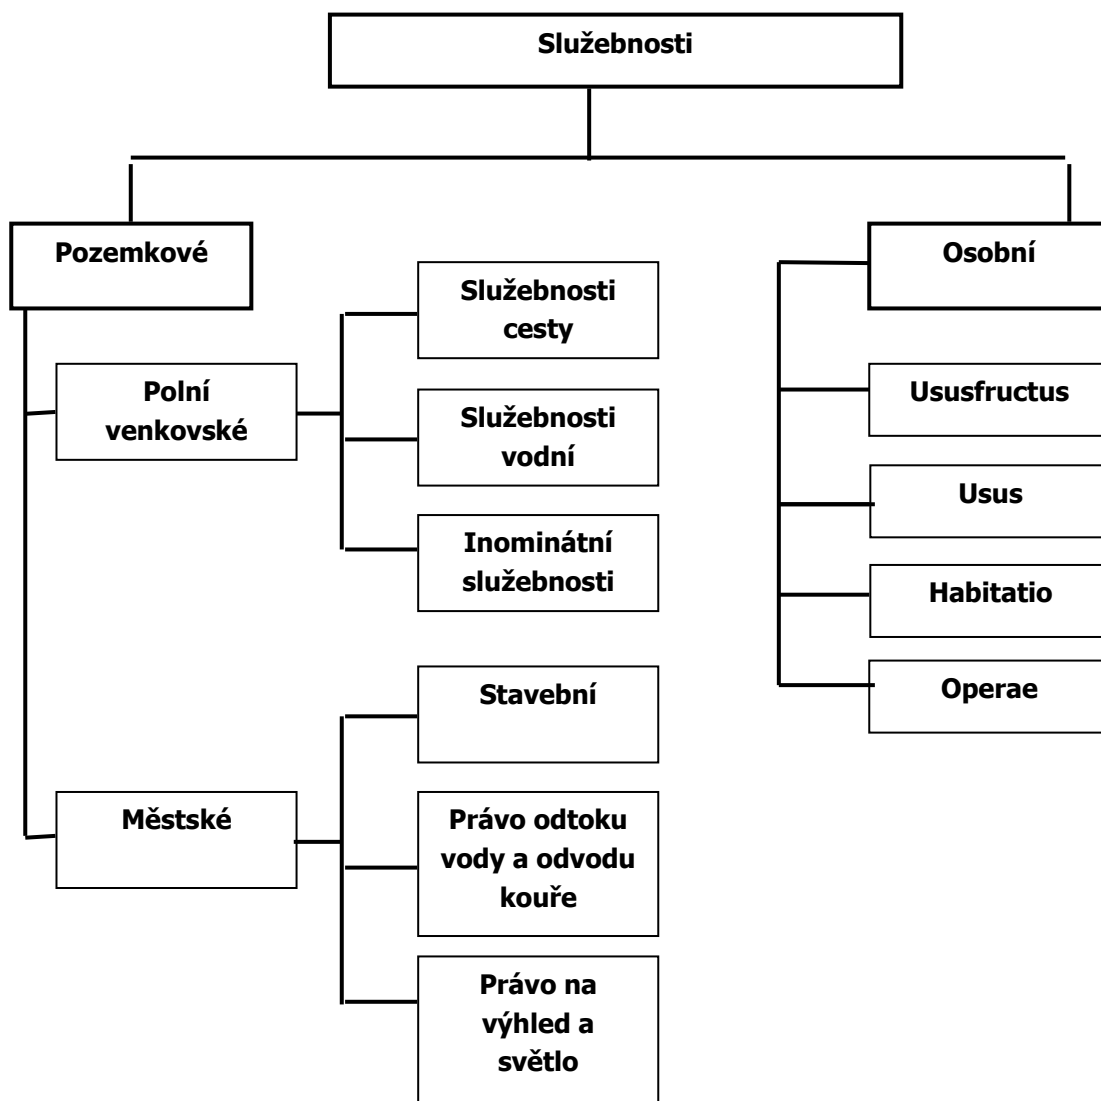 Služebnosti
Pozemkové
Osobní
Služebnosti
cesty
Polní
venkovské
Ususfructus
Služebnosti
vodní
Usus
Inominátní
služebnosti
Habitatio
Stavební
Operae
Městské
Právo odtoku
vody a odvodu
kouře
Právo na
výhled a
světlo